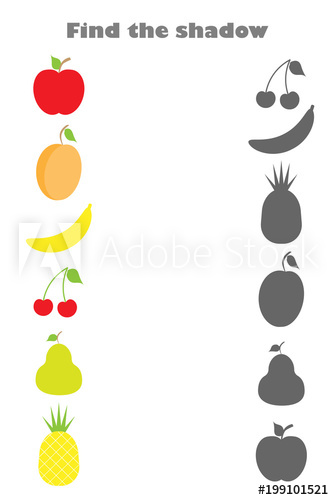 Find the shadow
Adobe Stock
#199101521